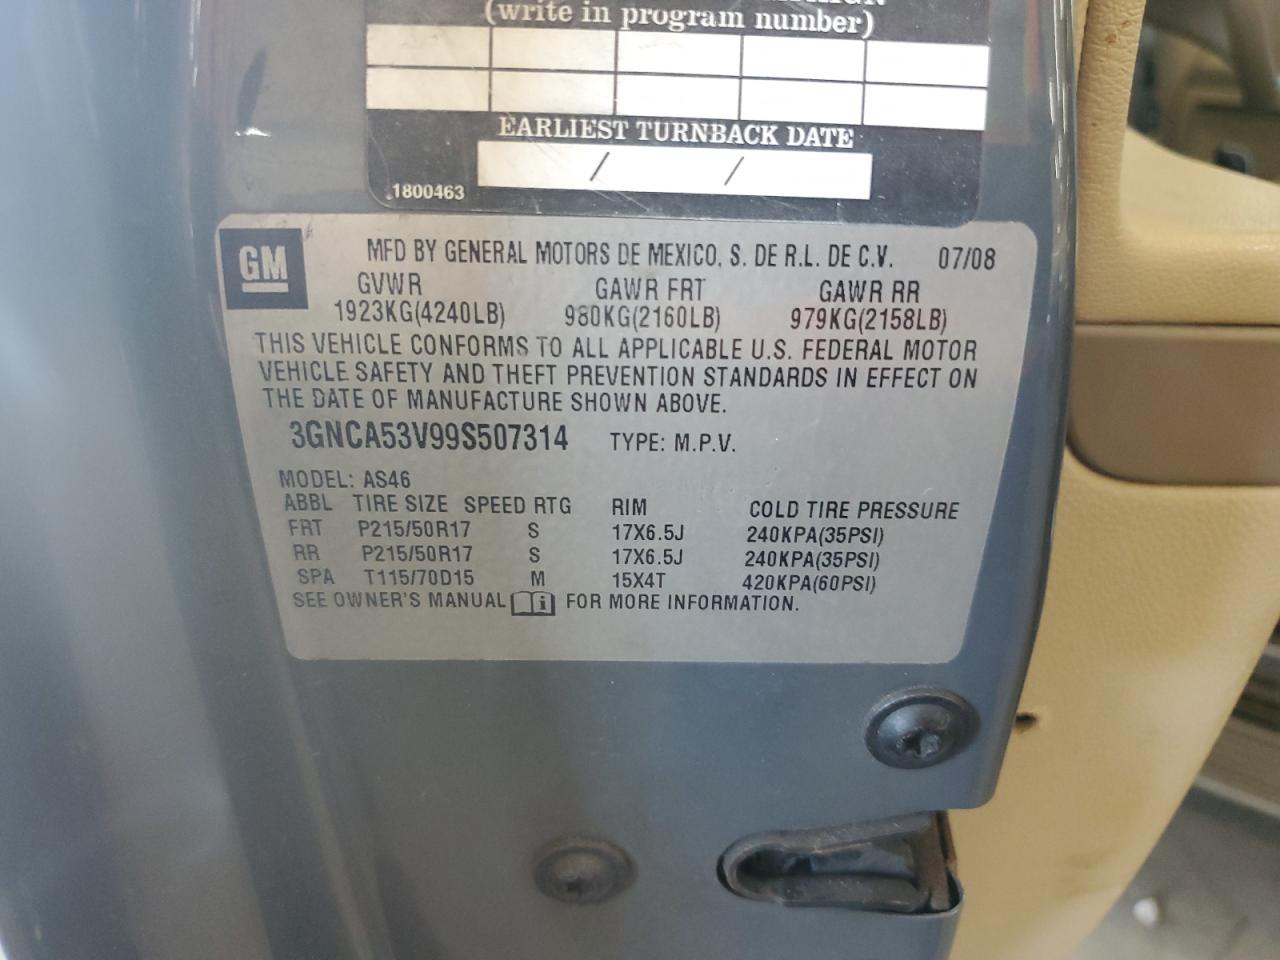 (write in program number)
EARLIEST TURNBACK DATE
/ /
1800463
GM
MFD BY GENERAL MOTORS DE MEXICO, S. DE R.L. DE C.V. 07/08
GVWR GAWR FRT GAWR RR
1923KG(4240LB) 980KG(2160LB) 979KG(2158LB)
THIS VEHICLE CONFORMS TO ALL APPLICABLE U.S. FEDERAL MOTOR
VEHICLE SAFETY AND THEFT PREVENTION STANDARDS IN EFFECT ON
THE DATE OF MANUFACTURE SHOWN ABOVE.
3GNCA53V99S507314 TYPE: M.P.V.
MODEL: AS46
ABBL TIRE SIZE SPEED RTG RIM COLD TIRE PRESSURE
FRT P215/50R17 S 17X6.5J 240KPA(35PSI)
RR P215/50R17 S 17X6.5J 240KPA(35PSI)
SPA T115/70D15 M 15X4T 420KPA(60PSI)
SEE OWNER'S MANUAL i FOR MORE INFORMATION.